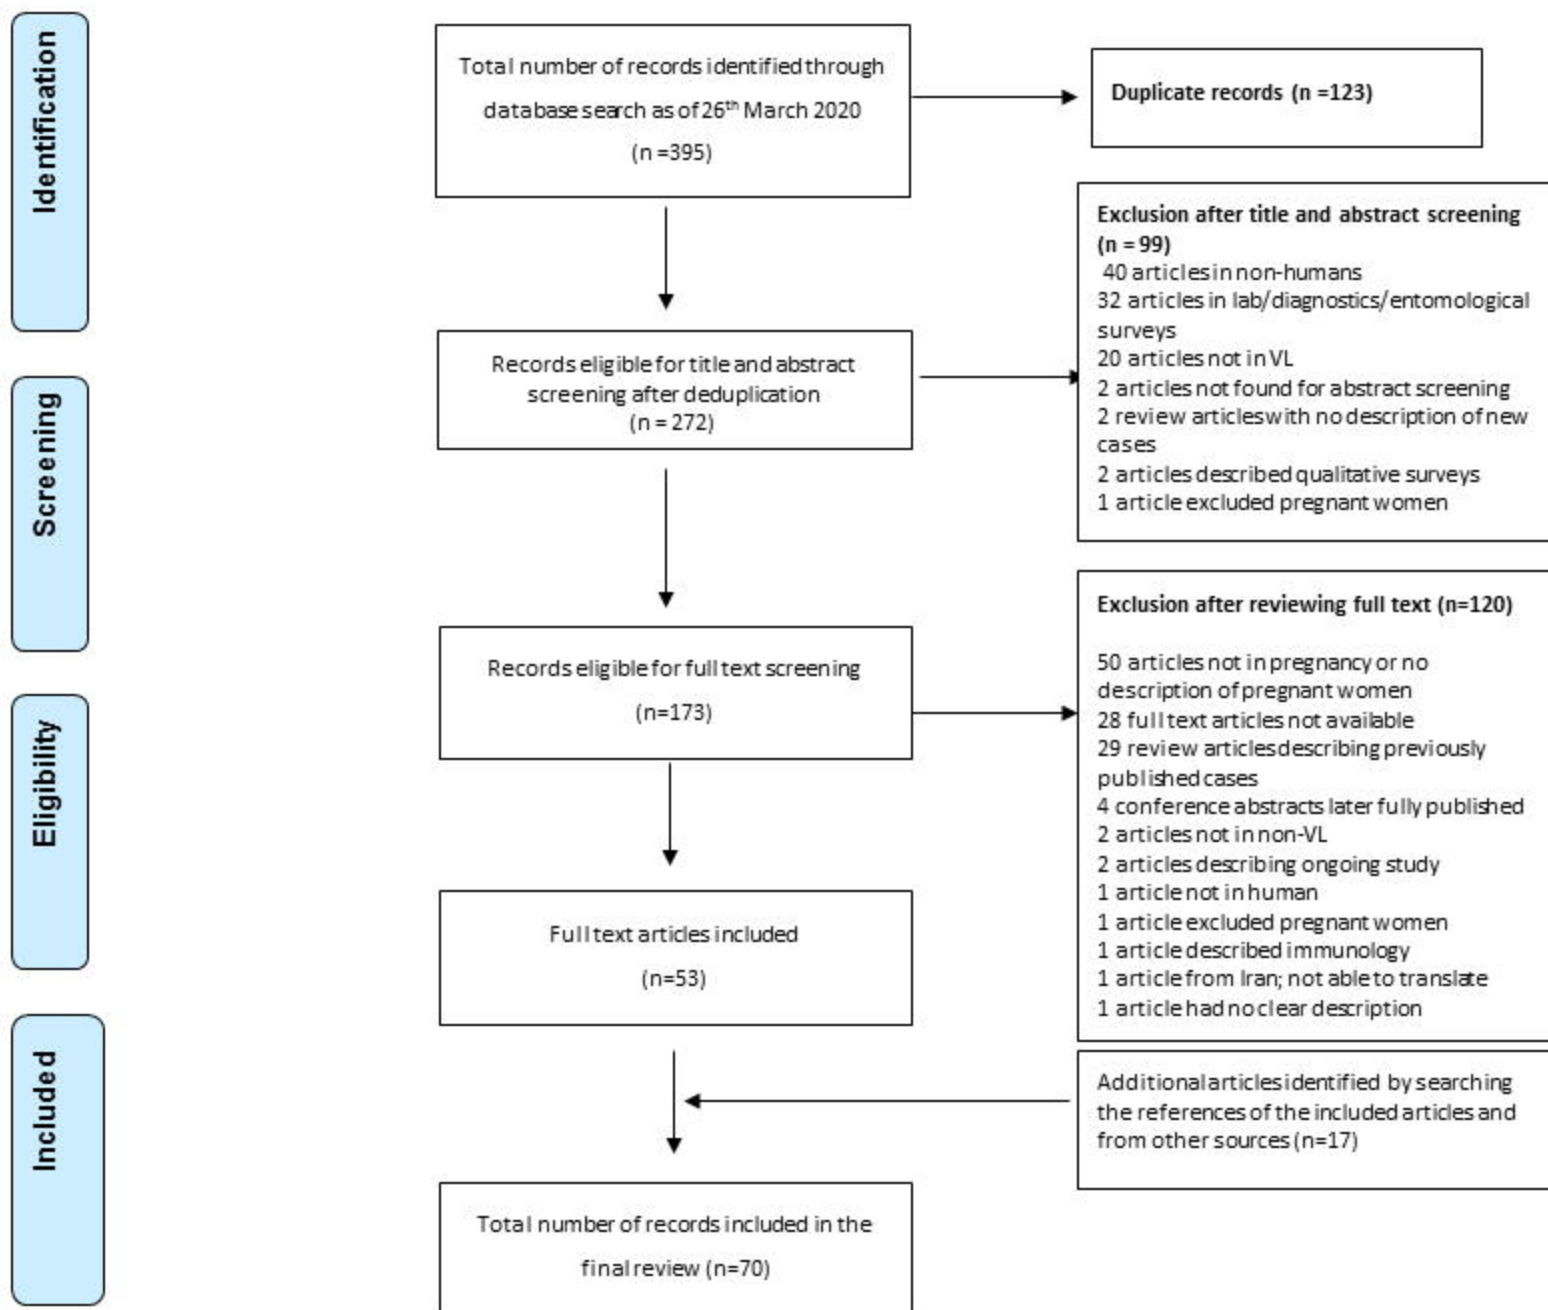 Identification
Total number of records identified through
database search as of 26th March 2020
(n =395)
Duplicate records (n =123)
Exclusion after title and abstract screening
(n = 99)
40 articles in non-humans
32 articles in lab/diagnostics/entomological
surveys
20 articles not in VL
2 articles not found for abstract screening
2 review articles with no description of new
cases
2 articles described qualitative surveys
1 article excluded pregnant women
Screening
Records eligible for title and abstract
screening after deduplication
(n = 272)
Records eligible for full text screening
(n=173)
Exclusion after reviewing full text (n=120)
50 articles not in pregnancy or no
description of pregnant women
28 full text articles not available
29 review articles describing previously
published cases
4 conference abstracts later fully published
2 articles not in non-VL
2 articles describing ongoing study
1 article not in human
1 article excluded pregnant women
1 article described immunology
1 article from Iran; not able to translate
1 article had no clear description
Eligibility
Full text articles included
(n=53)
Included
Additional articles identified by searching
the references of the included articles and
from other sources (n=17)
Total number of records included in the
final review (n=70)